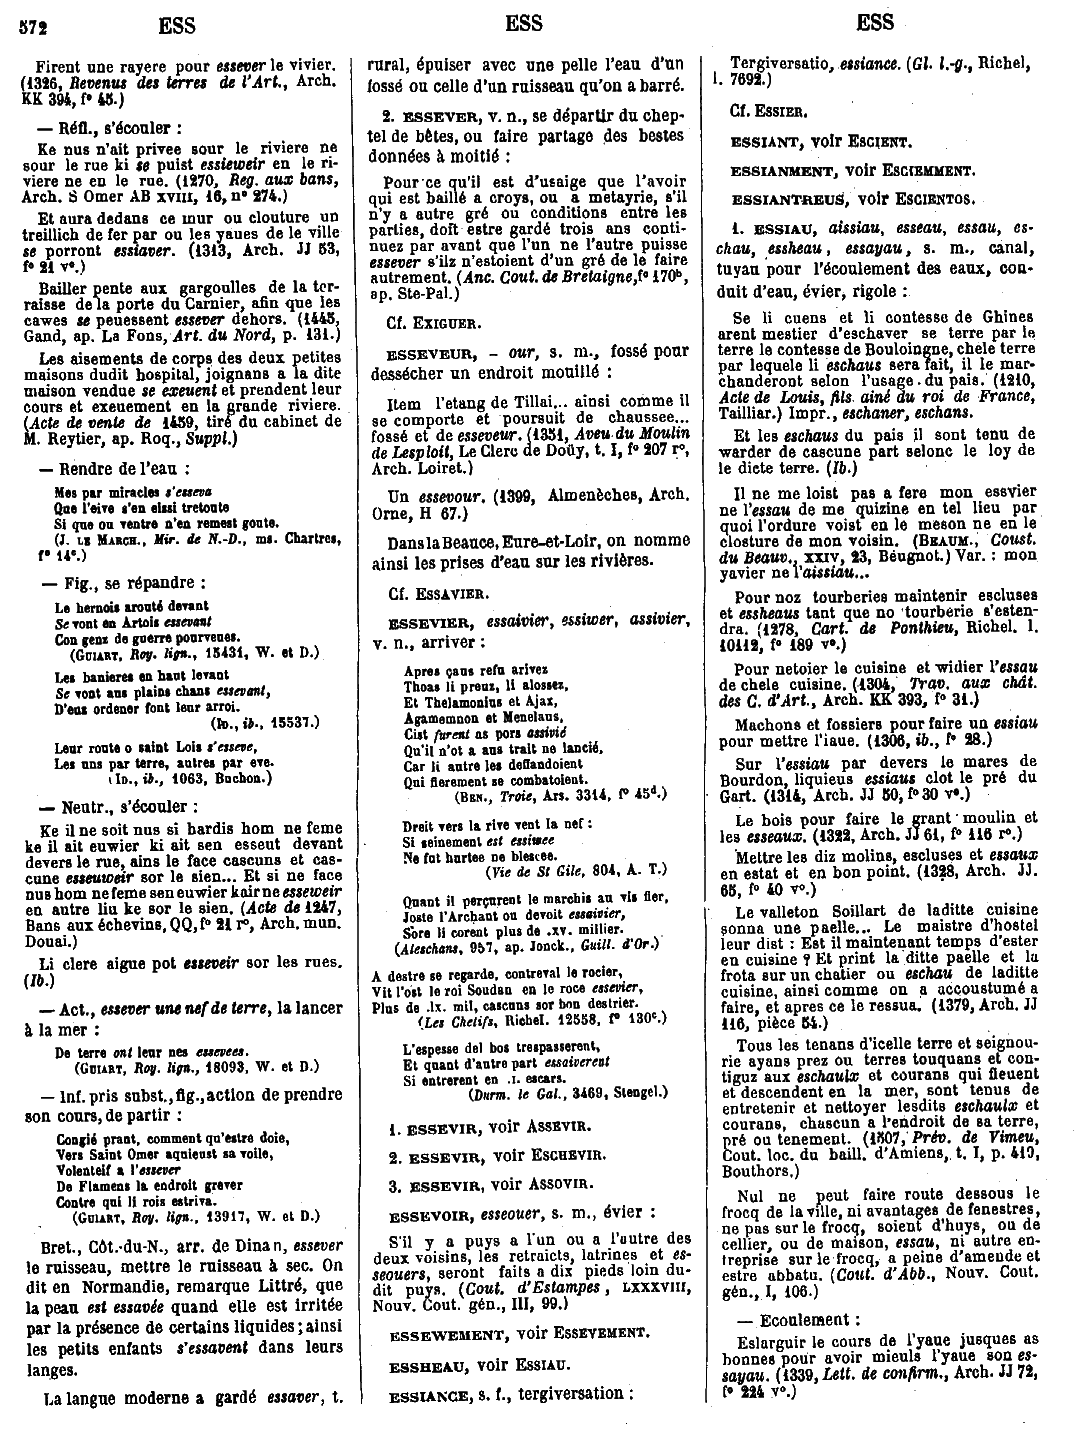 572 ESS ESS ESS
Firent une rayere pour essever le vivier.
(1326, Revenus des terres de l'Art., Arch.
KK 394, f° 45.)
— Réfl., s'écouler :
Ke nus n'ait privee sour le riviere ne
sour le rue ki se puist essieweir en le ri-
viere ne en le rue. (1270, Reg. aux bans,
Arch. S Omer AB xviii, 16, n° 274.)
Et aura dedans ce mur ou clouture un
treillich de fer par ou les yaues de le ville
se porront essiaver. (1313, Arch. JJ 53,
f° 21 v°.)
Bailler pente aux gargoulles de la ter-
raisse de la porte du Carnier, afin que les
cawes se peuessent essever dehors. (1445,
Gand, ap. La Fons, Art. du Nord, p. 131.)
Les aisements de corps des deux petites
maisons dudit hospital, joignans a la dite
maison vendue se exeuent et prendent leur
cours et exeuement en la grande riviere.
(Acte de vente de 1459, tiré du cabinet de
M. Reytier, ap. Roq., Suppl.)
— Rendre de l'eau :
Mes par miracles s'esseva
Que l'eive s'en eissi tretoute
Si que ou ventre n'en remest goute.
(J. LE MARCH., Mir. de N.-D., ms. Chartres,
f° 14c.)
— Fig., se répandre :
Le hernois arouté devant
Se vont en Artois essevant
Con genz de guerre pourveues.
(GUIART, Roy. lign., 15431, W. et D.)
Les banieres en haut levant
Se vont aus plains chans essevant,
D'eus ordener font leur arroi.
(ID., ib., 15537.)
Leur route o saint Lois s'esseve,
Les uns par terre, autres par eve.
(ID., ib., 1063, Buchon.)
— Neutr., s'écouler :
Ke il ne soit nus si hardis hom ne feme
ke il ait euwier ki ait sen esseut devant
devers le rue, ains le face cascuns et cas-
cune esseuweir sor le sien... Et si ne face
nus hom ne feme sen euwier kair ne esseweir
en autre liu ke sor le sien. (Acte de 1247,
Bans aux échevins, QQ, f° 21 r°, Arch. mun.
Douai.)
Li clere aigue pot esseveir sor les rues.
(Ib.)
— Act., essever une nef de terre, la lancer
à la mer :
De terre ont leur nes essevees.
(GUIART, Roy. lign., 18093, W. et D.)
— Inf. pris subst., fig., action de prendre
son cours, de partir :
Congié prant, comment qu'estre doie,
Vers Saint Omer aquieust sa voile,
Volenteif a l'essever
De Flamens la endroit grever
Contre qui li rois estriva.
(GUIART, Roy. lign., 13917, W. et D.)
Bret., Côt.-du-N., arr. de Dinan, essever
le ruisseau, mettre le ruisseau à sec. On
dit en Normandie, remarque Littré, que
la peau est essavée quand elle est irritée
par la présence de certains liquides ; ainsi
les petits enfants s'essavent dans leurs
langes.
La langue moderne a gardé essaver, t.
rural, épuiser avec une pelle l'eau d'un
fossé ou celle d'un ruisseau qu'on a barré.
2. ESSEVER, v. n., se départir du chep-
tel de bêtes, ou faire partage des bestes
données à moitié :
Pour ce qu'il est d'usaige que l'avoir
qui est baillé a croys, ou a metayrie, s'il
n'y a autre gré ou conditions entre les
parties, doit estre gardé trois ans conti-
nuez par avant que l'un ne l'autre puisse
essever s'ilz n'estoient d'un gré de le faire
autrement. (Anc. Cout. de Bretaigne, f° 170b,
ap. Ste-Pal.)
Cf. EXIGUER.
ESSEVEUR, - our, s. m., fossé pour
dessécher un endroit mouillé :
Item l'etang de Tillai... ainsi comme il
se comporte et poursuit de chaussee...
fossé et de esseveur. (1351, Aveu du Moulin
de Lesploit, Le Clerc de Doüy, t. I, f° 207 r°,
Arch. Loiret.)
Un essevour. (1399, Almenèches, Arch.
Orne, H 67.)
Dans la Beauce, Eure-et-Loir, on nomme
ainsi les prises d'eau sur les rivières.
Cf. ESSAVIER.
ESSEVIER, essaivier, essiwer, assivier,
v. n., arriver :
Apres çaus refu arivez
Thoas li preuz, li alossez,
Et Thelamonius et Ajax,
Agamemnon et Menelaus,
Cist furent as pors assivié
Qu'il n'ot a aus trait ne lancié,
Car li autre les deffandoient
Qui fierement se combatoient.
(BEN., Troie, Ars. 3314, f° 45d.)
Dreit vers la rive vent la nef :
Si seinement est essiwee
Ne fut hurtee ne blescee.
(Vie de St Gile, 804, A. T.)
Quant il perçurent le marchis au vis fier,
Joste l'Archant ou devoit essaivier,
Sore li corent plus de .xv. millier.
(Aleschans, 957, ap. Jonck., Guill. d'Or.)
A destre se regarde, contreval le rocier,
Vit l'ost le roi Soudan en le roce essevier,
Plus de .lx. mil, cascuns sor bon destrier.
(Les Chetifs, Richel. 12558, f° 130c.)
L'espesse del bos trespasserent,
Et quant d'autre part essaiverent
Si entrerent en .i. escars.
(Durm. le Gal., 3469, Stengel.)
1. ESSEVIR, voir ASSEVIR.
2. ESSEVIR, voir ESCHEVIR.
3. ESSEVIR, voir ASSOVIR.
ESSEVOIR, esseouer, s. m., évier :
S'il y a puys a l'un ou a l'autre des
deux voisins, les retraicts, latrines et es-
seouers, seront faits a dix pieds loin du-
dit puys. (Cout. d'Estampes, LXXXVIII,
Nouv. Cout. gén., III, 99.)
ESSEWEMENT, voir ESSEVEMENT.
ESSHEAU, voir ESSIAU.
ESSIANCE, s. f., tergiversation :
Tergiversatio, essiance. (Gl. l.-g., Richel,
l. 7692.)
Cf. ESSIER.
ESSIANT, voir ESCIENT.
ESSIANMENT, voir ESCIEMMENT.
ESSIANTREUS, voir ESCIENTOS.
1. ESSIAU, aissiau, esseau, essau, es-
chau, essheau, essayau, s. m., canal,
tuyau pour l'écoulement des eaux, con-
duit d'eau, évier, rigole :
Se li cuens et li contesse de Ghines
arent mestier d'eschaver se terre par le
terre le contesse de Bouloingne, chele terre
par lequele li eschaus sera fait, il le mar-
chanderont selon l'usage du pais. (1210,
Acte de Louis, fils ainé du roi de France,
Tailliar.) Impr., eschaner, eschans.
Et les eschaus du pais il sont tenu de
warder de cascune part selonc le loy de
le dicte terre. (Ib.)
Il ne me loist pas a fere mon essvier
ne l'essau de me quizine en tel lieu par
quoi l'ordure voist en le meson ne en le
closture de mon voisin. (BEAUM., Coust.
du Beauv., XXIV, 23, Beugnot.) Var. : mon
yavier ne l'aissiau...
Pour noz tourberies maintenir escluses
et essheaus tant que no tourberie s'esten-
dra. (1278, Cart. de Ponthieu, Richel. l.
10112, f° 189 v°.)
Pour netoier le cuisine et widier l'essau
de chele cuisine. (1304, Trav. aux chât.
des C. d'Art., Arch. KK 393, f° 31.)
Machons et fossiers pour faire un essiau
pour mettre l'iaue. (1306, ib., f° 28.)
Sur l'essiau par devers le mares de
Bourdon, liquieus essiaus clot le pré du
Gart. (1314, Arch. JJ 50, f° 30 v°.)
Le bois pour faire le grant moulin et
les esseaux. (1322, Arch. JJ 61, f° 116 r°.)
Mettre les diz molins, escluses et essaux
en estat et en bon point. (1328, Arch. JJ.
65, f° 40 v°.)
Le valleton Soillart de laditte cuisine
sonna une paelle... Le maistre d'hostel
leur dist : Est il maintenant temps d'ester
en cuisine ? Et print la ditte paelle et la
frota sur un chatier ou eschau de laditte
cuisine, ainsi comme on a accoustumé a
faire, et apres ce le ressua. (1379, Arch. JJ
116, pièce 54.)
Tous les tenans d'icelle terre et seignou-
rie ayans prez ou terres touquans et con-
tiguz aux eschaulx et courans qui fleuent
et descendent en la mer, sont tenus de
entretenir et nettoyer lesdits eschaulx et
courans, chascun a l'endroit de sa terre,
pré ou tenement. (1507, Prév. de Vimeu,
Cout. loc. du baill. d'Amiens, t. I, p. 419,
Bouthors.)
Nul ne peut faire route dessous le
frocq de la ville, ni avantages de fenestres,
ne pas sur le frocq, soient d'huys, ou de
cellier, ou de maison, essau, ni autre en-
treprise sur le frocq, a peine d'amende et
estre abbatu. (Cout. d'Abb., Nouv. Cout.
gén., I, 106.)
— Ecoulement :
Eslarguir le cours de l'yaue jusques as
bonnes pour avoir mieuls l'yaue son es-
sayau. (1339, Lett. de confirm., Arch. JJ 72,
f° 224 v°.)